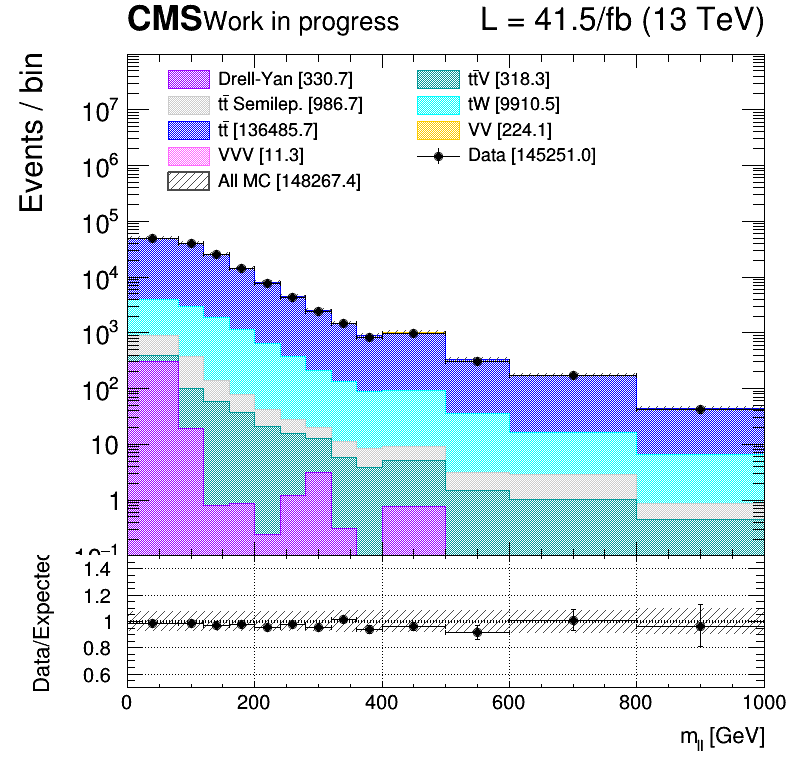 CMS Work in progress L = 41.5/fb (13 TeV)
Events / bin
Drell-Yan [330.7] tt̄V [318.3]
tt̄ Semilep. [986.7] tW [9910.5]
tt̄ [136485.7] VV [224.1]
VVV [11.3] Data [145251.0]
All MC [148267.4]
10⁷
10⁶
10⁵
10⁴
10³
10²
10
1
10⁻¹
Data/Expected
1.4
1.2
1
0.8
0.6
0 200 400 600 800 1000
m_ll [GeV]